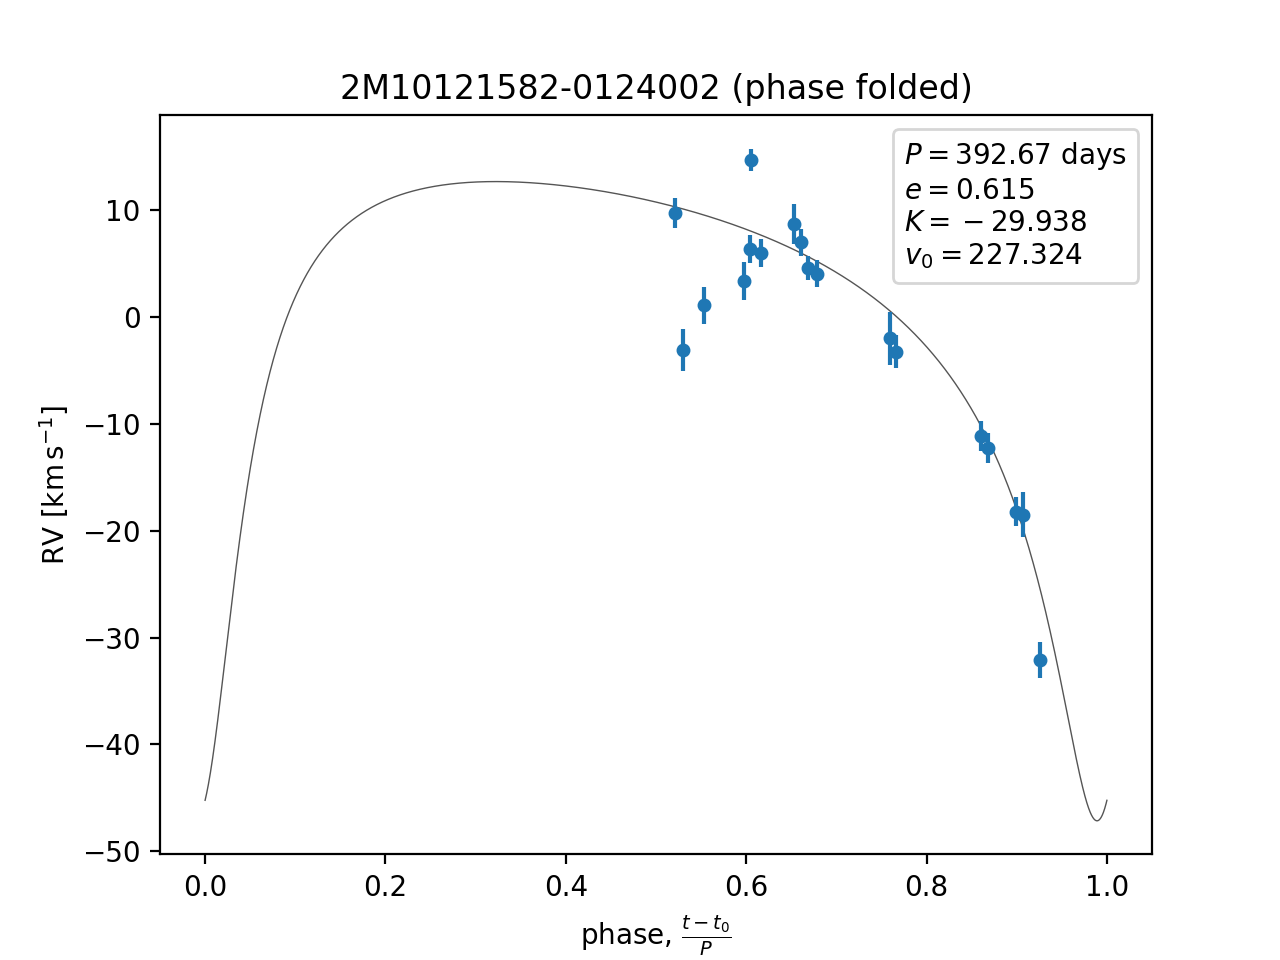 2M10121582-0124002 (phase folded)
P = 392.67 days
e = 0.615
K = − 29.938
v₀ = 227.324
10
0
−10
−20
−30
−40
−50
RV [km s⁻¹]
0.0 0.2 0.4 0.6 0.8 1.0
phase, (t − t₀)/P